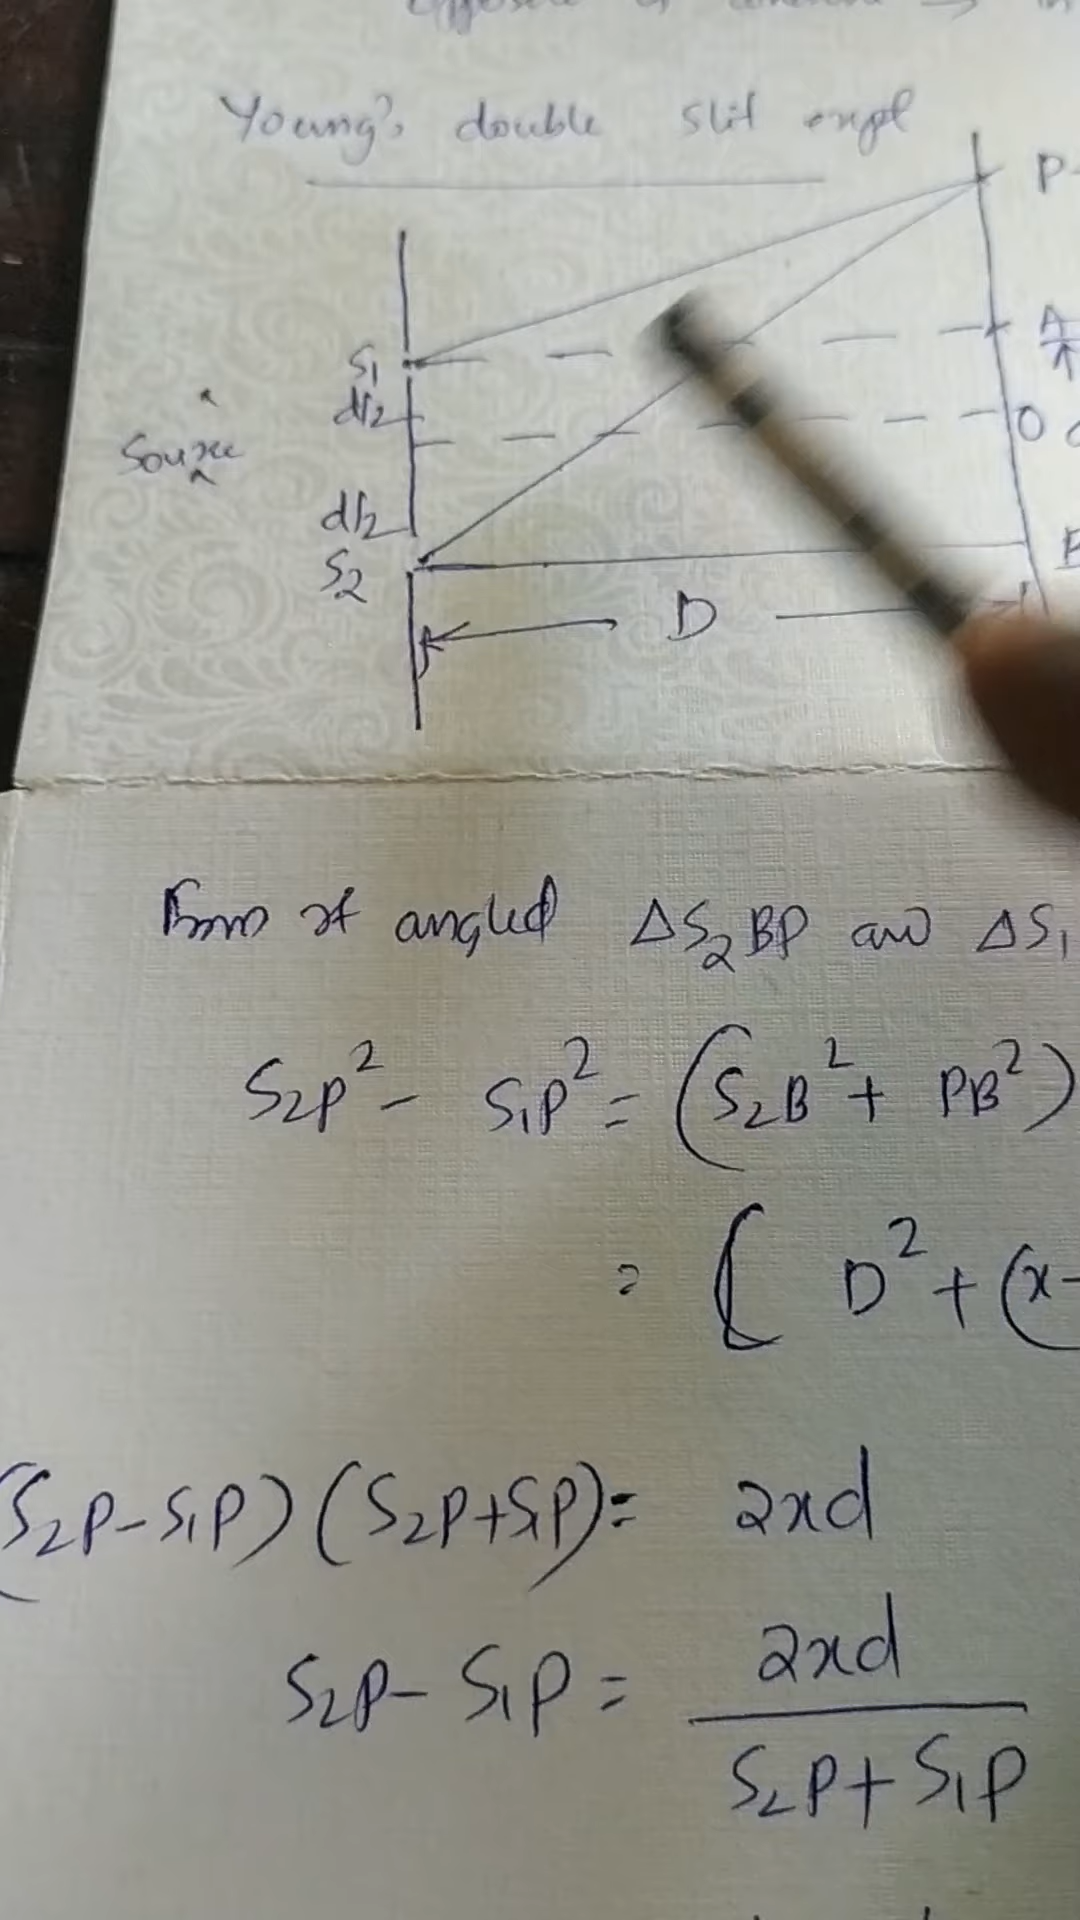 Young's double slit expt
P
S₁
A
d/2
O
Source
d/2
S₂
B
D
From rt angled ΔS₂BP and ΔS₁
S₂P² - S₁P² = (S₂B² + PB²)
= ( D² + (x-
(S₂P-S₁P) (S₂P+S₁P) = 2xd
S₂P - S₁P = 2xd
S₂P + S₁P